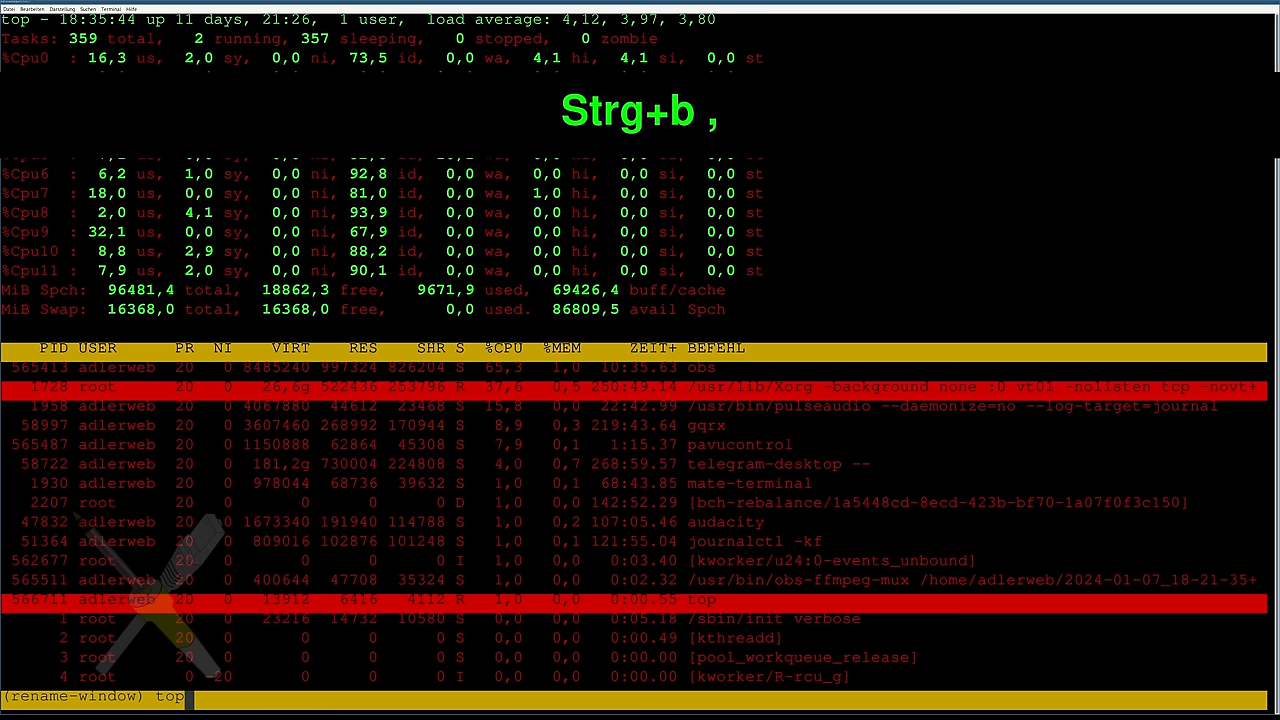 Datei Bearbeiten Darstellung Suchen Terminal Hilfe
top - 18:35:44 up 11 days, 21:26,  1 user,  load average: 4,12, 3,97, 3,80
Tasks: 359 total,   2 running, 357 sleeping,   0 stopped,   0 zombie
%Cpu0  : 16,3 us,  2,0 sy,  0,0 ni, 73,5 id,  0,0 wa,  4,1 hi,  4,1 si,  0,0 st
Strg+b ,
%Cpu6  :  6,2 us,  1,0 sy,  0,0 ni, 92,8 id,  0,0 wa,  0,0 hi,  0,0 si,  0,0 st
%Cpu7  : 18,0 us,  0,0 sy,  0,0 ni, 81,0 id,  0,0 wa,  1,0 hi,  0,0 si,  0,0 st
%Cpu8  :  2,0 us,  4,1 sy,  0,0 ni, 93,9 id,  0,0 wa,  0,0 hi,  0,0 si,  0,0 st
%Cpu9  : 32,1 us,  0,0 sy,  0,0 ni, 67,9 id,  0,0 wa,  0,0 hi,  0,0 si,  0,0 st
%Cpu10 :  8,8 us,  2,9 sy,  0,0 ni, 88,2 id,  0,0 wa,  0,0 hi,  0,0 si,  0,0 st
%Cpu11 :  7,9 us,  2,0 sy,  0,0 ni, 90,1 id,  0,0 wa,  0,0 hi,  0,0 si,  0,0 st
MiB Spch:  96481,4 total,  18862,3 free,   9671,9 used,  69426,4 buff/cache
MiB Swap:  16368,0 total,  16368,0 free,      0,0 used.  86809,5 avail Spch
PID USER      PR  NI    VIRT    RES    SHR S  %CPU  %MEM     ZEIT+ BEFEHL
565413 adlerweb  20   0 8485240 997324 826204 S  65,3   1,0  10:35.63 obs
1728 root      20   0   26,6g 522436 253796 R  37,6   0,5 250:49.14 /usr/lib/Xorg -background none :0 vt01 -nolisten tcp -novt+
1958 adlerweb  20   0 4067880  44612  23468 S  15,8   0,0  22:42.99 /usr/bin/pulseaudio --daemonize=no --log-target=journal
58997 adlerweb  20   0 3607460 268992 170944 S   8,9   0,3 219:43.64 gqrx
565487 adlerweb  20   0 1150888  62864  45308 S   7,9   0,1   1:15.37 pavucontrol
58722 adlerweb  20   0  181,2g 730004 224808 S   4,0   0,7 268:59.57 telegram-desktop --
1930 adlerweb  20   0  978044  68736  39632 S   1,0   0,1  68:43.85 mate-terminal
2207 root      20   0       0      0      0 D   1,0   0,0 142:52.29 [bch-rebalance/1a5448cd-8ecd-423b-bf70-1a07f0f3c150]
47832 adlerweb  20   0 1673340 191940 114788 S   1,0   0,2 107:05.46 audacity
51364 adlerweb  20   0  809016 102876 101248 S   1,0   0,1 121:55.04 journalctl -kf
562677 root      20   0       0      0      0 I   1,0   0,0   0:03.40 [kworker/u24:0-events_unbound]
565511 adlerweb  20   0  400644  47708  35324 S   1,0   0,0   0:02.32 /usr/bin/obs-ffmpeg-mux /home/adlerweb/2024-01-07_18-21-35+
566711 adlerweb  20   0   13912   6416   4112 R   1,0   0,0   0:00.55 top
1 root      20   0   23216  14732  10580 S   0,0   0,0   0:05.18 /sbin/init verbose
2 root      20   0       0      0      0 S   0,0   0,0   0:00.49 [kthreadd]
3 root      20   0       0      0      0 S   0,0   0,0   0:00.00 [pool_workqueue_release]
4 root       0 -20       0      0      0 I   0,0   0,0   0:00.00 [kworker/R-rcu_g]
(rename-window) top